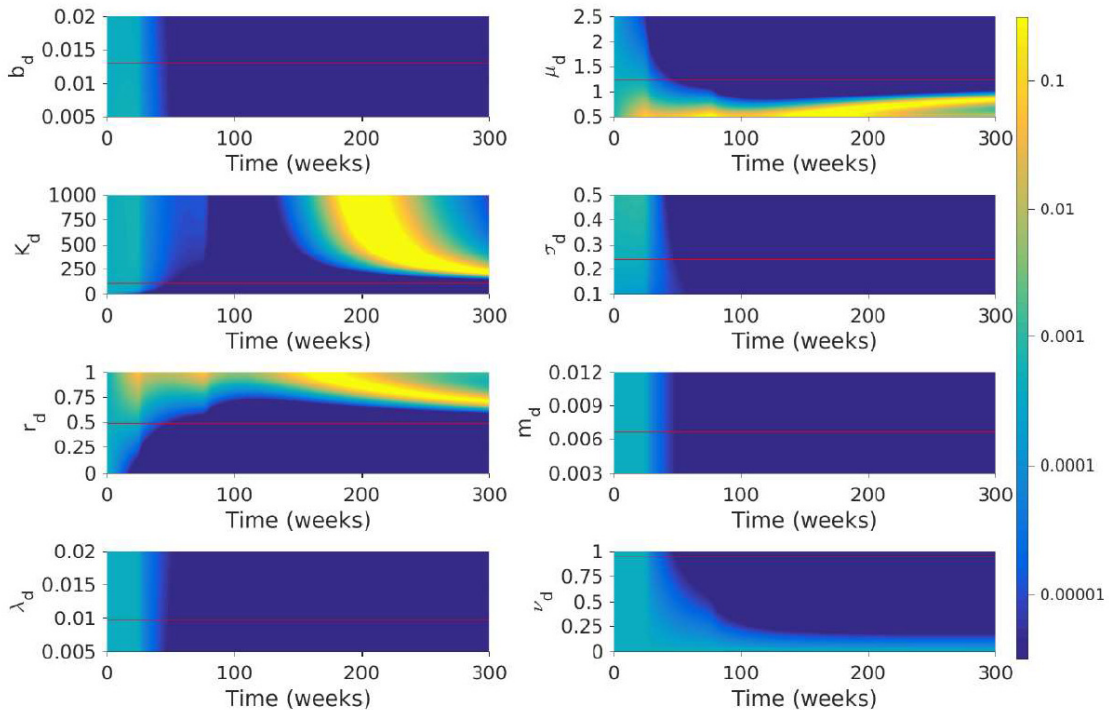 0.02
0.015
0.01
0.005
b_d
0 100 200 300
Time (weeks)
2.5
2
1.5
1
0.5
μ_d
0 100 200 300
Time (weeks)
1000
750
500
250
0
K_d
0 100 200 300
Time (weeks)
0.5
0.4
0.3
0.2
0.1
σ_d
0 100 200 300
Time (weeks)
1
0.75
0.5
0.25
0
r_d
0 100 200 300
Time (weeks)
0.012
0.009
0.006
0.003
m_d
0 100 200 300
Time (weeks)
0.02
0.015
0.01
0.005
λ_d
0 100 200 300
Time (weeks)
1
0.75
0.5
0.25
0
ν_d
0 100 200 300
Time (weeks)
0.1
0.01
0.001
0.0001
0.00001